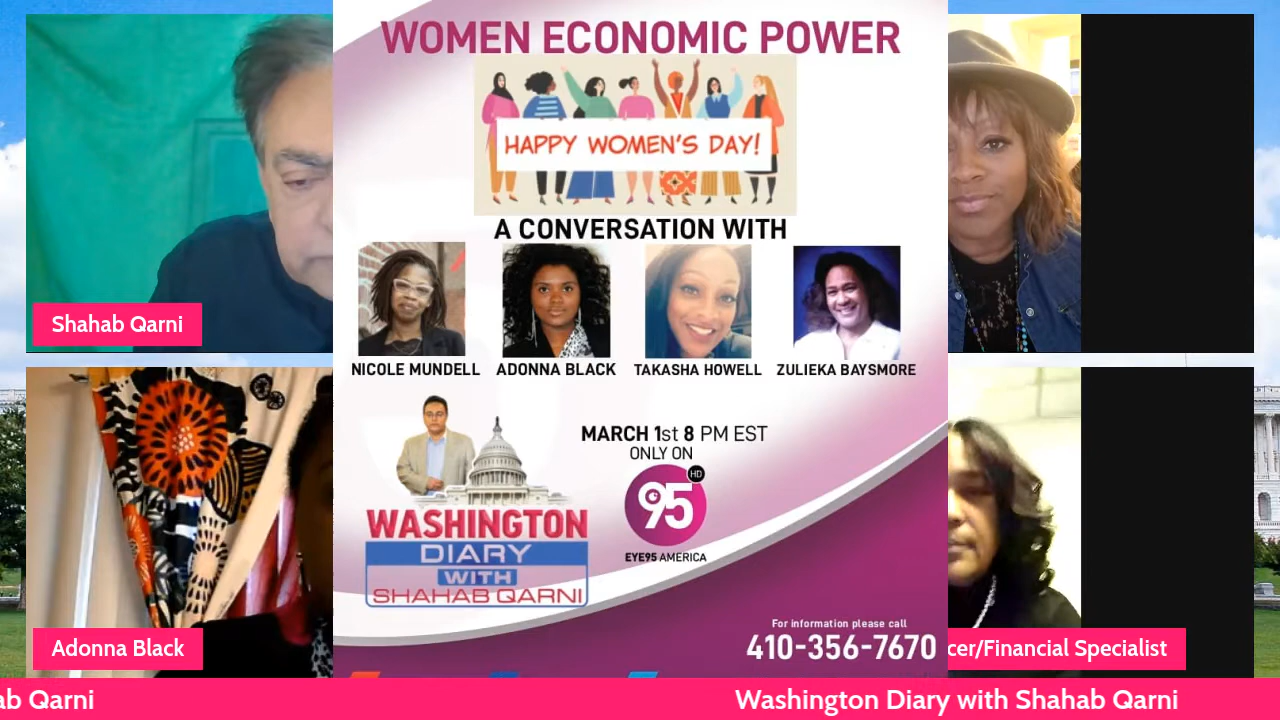 WOMEN ECONOMIC POWER
HAPPY WOMEN'S DAY!
A CONVERSATION WITH
NICOLE MUNDELL
ADONNA BLACK
TAKASHA HOWELL
ZULIEKA BAYSMORE
Shahab Qarni
MARCH 1st 8 PM EST
ONLY ON
HD
95
EYE95 AMERICA
WASHINGTON
DIARY
WITH
SHAHAB QARNI
For information please call
410-356-7670
Adonna Black
cer/Financial Specialist
ab Qarni
Washington Diary with Shahab Qarni